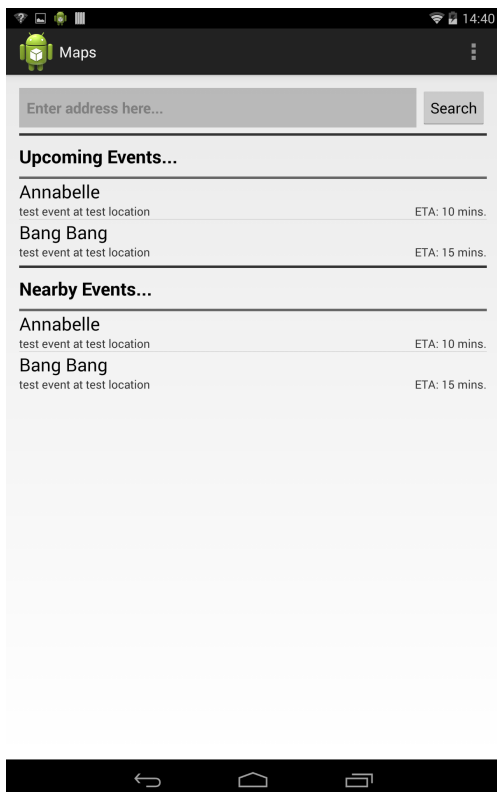 14:40
Maps
Enter address here...
Search
Upcoming Events...
Annabelle
test event at test location ETA: 10 mins.
Bang Bang
test event at test location ETA: 15 mins.
Nearby Events...
Annabelle
test event at test location ETA: 10 mins.
Bang Bang
test event at test location ETA: 15 mins.